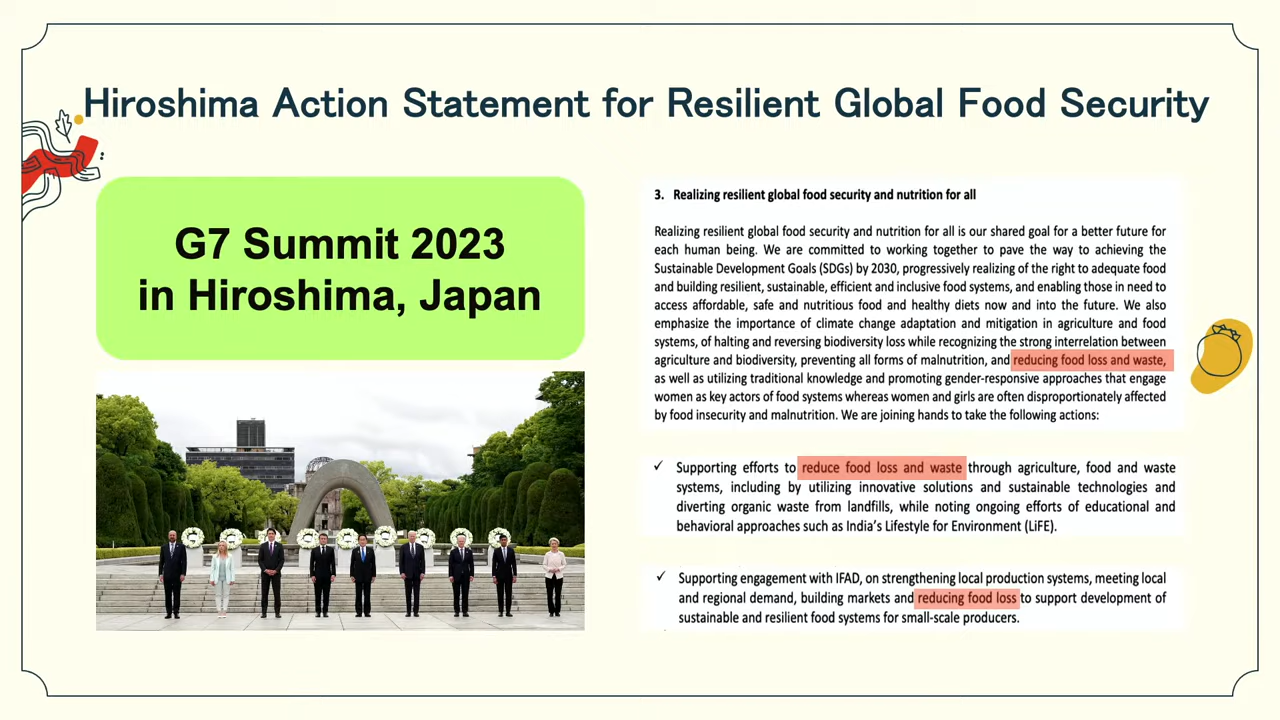 Hiroshima Action Statement for Resilient Global Food Security
G7 Summit 2023
in Hiroshima, Japan
3. Realizing resilient global food security and nutrition for all
Realizing resilient global food security and nutrition for all is our shared goal for a better future for
each human being. We are committed to working together to pave the way to achieving the
Sustainable Development Goals (SDGs) by 2030, progressively realizing of the right to adequate food
and building resilient, sustainable, efficient and inclusive food systems, and enabling those in need to
access affordable, safe and nutritious food and healthy diets now and into the future. We also
emphasize the importance of climate change adaptation and mitigation in agriculture and food
systems, of halting and reversing biodiversity loss while recognizing the strong interrelation between
agriculture and biodiversity, preventing all forms of malnutrition, and reducing food loss and waste,
as well as utilizing traditional knowledge and promoting gender-responsive approaches that engage
women as key actors of food systems whereas women and girls are often disproportionately affected
by food insecurity and malnutrition. We are joining hands to take the following actions:
✓ Supporting efforts to reduce food loss and waste through agriculture, food and waste
systems, including by utilizing innovative solutions and sustainable technologies and
diverting organic waste from landfills, while noting ongoing efforts of educational and
behavioral approaches such as India's Lifestyle for Environment (LiFE).
✓ Supporting engagement with IFAD, on strengthening local production systems, meeting local
and regional demand, building markets and reducing food loss to support development of
sustainable and resilient food systems for small-scale producers.